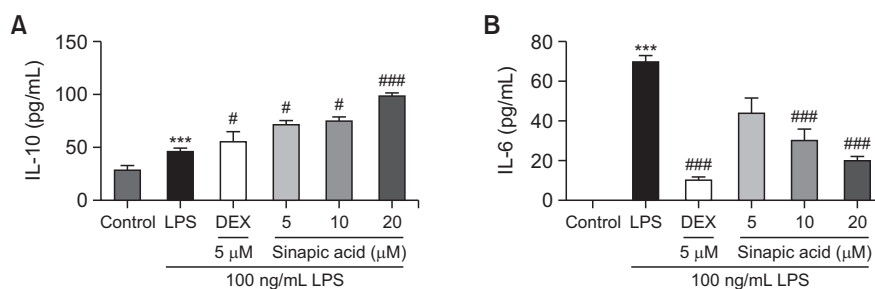 A
IL-10 (pg/mL)
150
100
50
0
***
#
#
#
###
Control LPS DEX 5 10 20
5 μM Sinapic acid (μM)
100 ng/mL LPS
B
IL-6 (pg/mL)
80
60
40
20
0
***
###
###
###
Control LPS DEX 5 10 20
5 μM Sinapic acid (μM)
100 ng/mL LPS